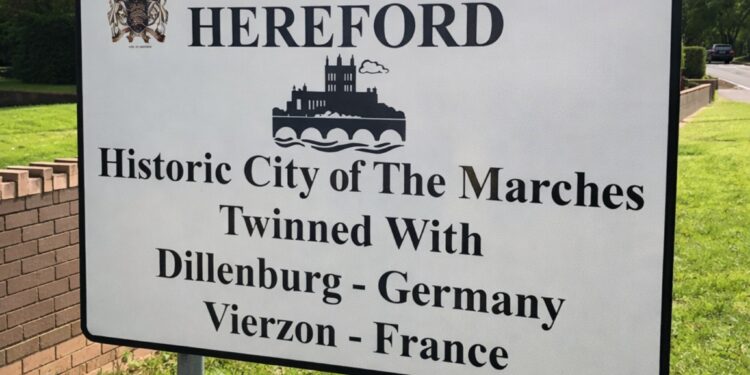 HEREFORD
Historic City of The Marches
Twinned With
Dillenburg - Germany
Vierzon - France